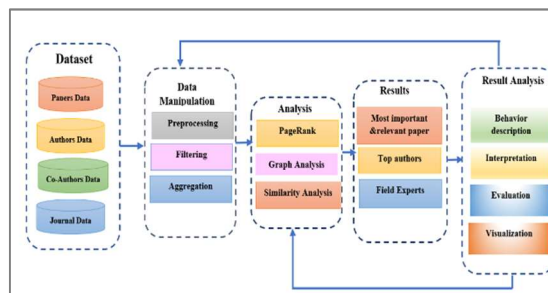 Dataset
Papers Data
Authors Data
Co-Authors Data
Journal Data
Data
Manipulation
Preprocessing
Filtering
Aggregation
Analysis
PageRank
Graph Analysis
Similarity Analysis
Results
Most important
&relevant paper
Top authors
Field Experts
Result Analysis
Behavior
description
Interpretation
Evaluation
Visualization